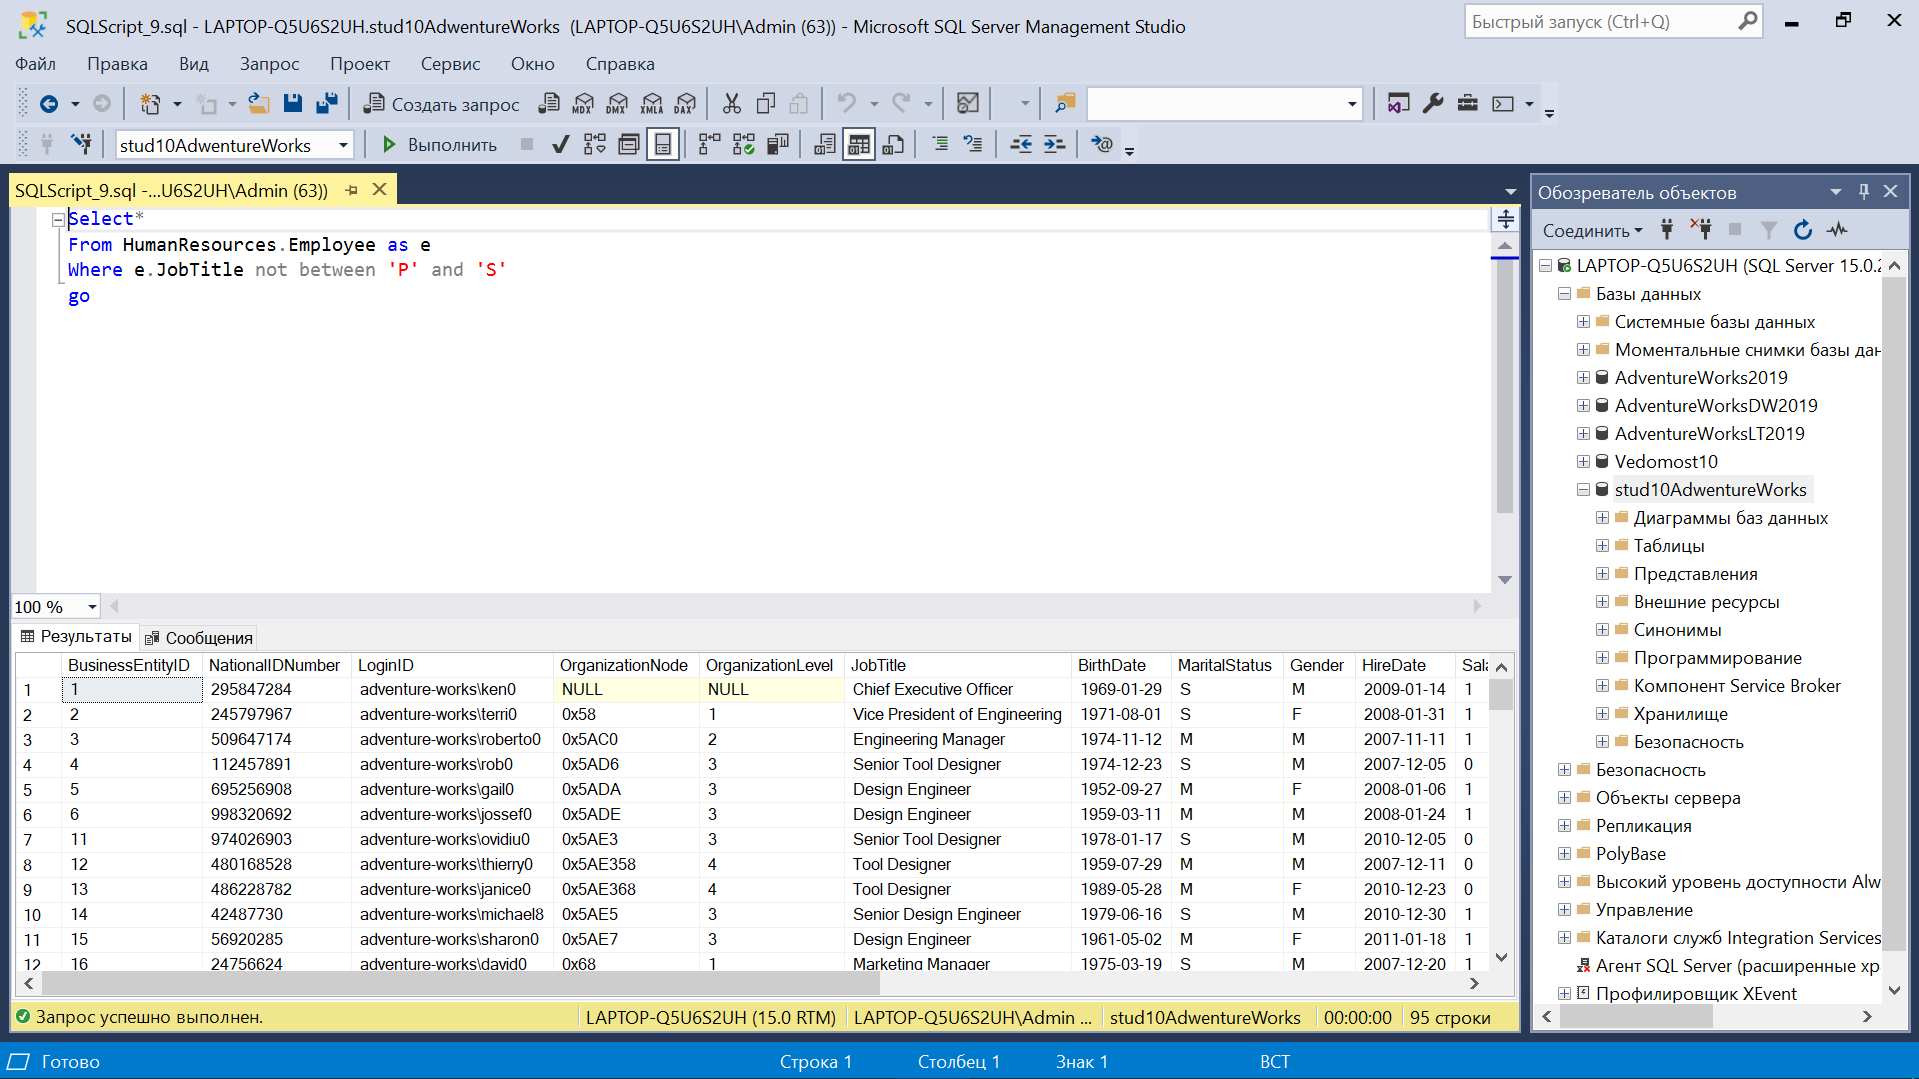 SQLScript_9.sql - LAPTOP-Q5U6S2UH.stud10AdwentureWorks (LAPTOP-Q5U6S2UH\Admin (63)) - Microsoft SQL Server Management Studio
Быстрый запуск (Ctrl+Q)
Файл Правка Вид Запрос Проект Сервис Окно Справка
Создать запрос MDX DMX XMLA DAX
stud10AdwentureWorks Выполнить
SQLScript_9.sql -...U6S2UH\Admin (63))
Select*
From HumanResources.Employee as e
Where e.JobTitle not between 'P' and 'S'
go
100 %
Результаты Сообщения
BusinessEntityID NationalIDNumber LoginID OrganizationNode OrganizationLevel JobTitle BirthDate MaritalStatus Gender HireDate Sala
1 1 295847284 adventure-works\ken0 NULL NULL Chief Executive Officer 1969-01-29 S M 2009-01-14 1
2 2 245797967 adventure-works\terri0 0x58 1 Vice President of Engineering 1971-08-01 S F 2008-01-31 1
3 3 509647174 adventure-works\roberto0 0x5AC0 2 Engineering Manager 1974-11-12 M M 2007-11-11 1
4 4 112457891 adventure-works\rob0 0x5AD6 3 Senior Tool Designer 1974-12-23 S M 2007-12-05 0
5 5 695256908 adventure-works\gail0 0x5ADA 3 Design Engineer 1952-09-27 M F 2008-01-06 1
6 6 998320692 adventure-works\jossef0 0x5ADE 3 Design Engineer 1959-03-11 M M 2008-01-24 1
7 11 974026903 adventure-works\ovidiu0 0x5AE3 3 Senior Tool Designer 1978-01-17 S M 2010-12-05 0
8 12 480168528 adventure-works\thierry0 0x5AE358 4 Tool Designer 1959-07-29 M M 2007-12-11 0
9 13 486228782 adventure-works\janice0 0x5AE368 4 Tool Designer 1989-05-28 M F 2010-12-23 0
10 14 42487730 adventure-works\michael8 0x5AE5 3 Senior Design Engineer 1979-06-16 S M 2010-12-30 1
11 15 56920285 adventure-works\sharon0 0x5AE7 3 Design Engineer 1961-05-02 M F 2011-01-18 1
12 16 24756624 adventure-works\david0 0x68 1 Marketing Manager 1975-03-19 S M 2007-12-20 1
Запрос успешно выполнен. LAPTOP-Q5U6S2UH (15.0 RTM) LAPTOP-Q5U6S2UH\Admin ... stud10AdwentureWorks 00:00:00 95 строки
Обозреватель объектов
Соединить
LAPTOP-Q5U6S2UH (SQL Server 15.0.2
Базы данных
Системные базы данных
Моментальные снимки базы дан
AdventureWorks2019
AdventureWorksDW2019
AdventureWorksLT2019
Vedomost10
stud10AdwentureWorks
Диаграммы баз данных
Таблицы
Представления
Внешние ресурсы
Синонимы
Программирование
Компонент Service Broker
Хранилище
Безопасность
Безопасность
Объекты сервера
Репликация
PolyBase
Высокий уровень доступности Alw
Управление
Каталоги служб Integration Services
Агент SQL Server (расширенные хр
Профилировщик XEvent
Готово Строка 1 Столбец 1 Знак 1 ВСТ